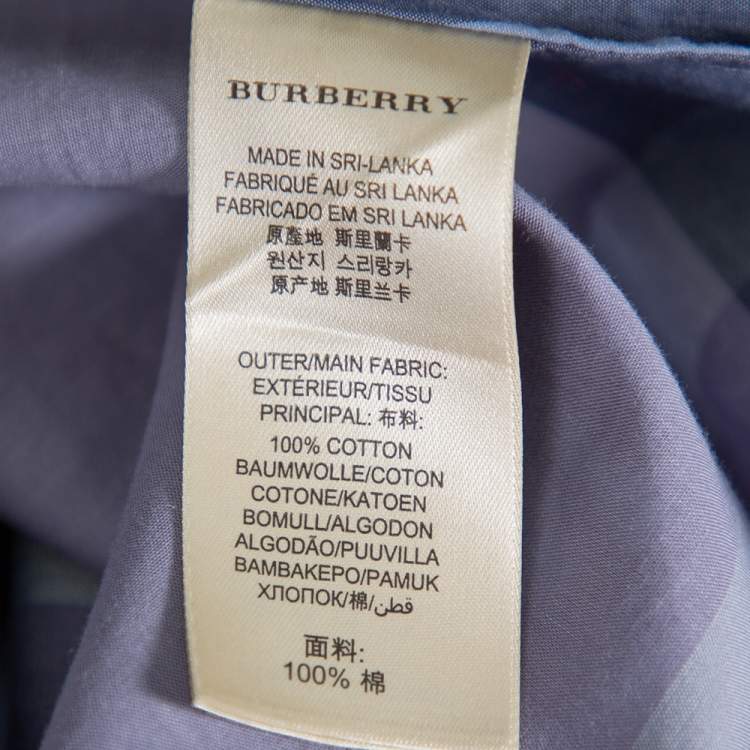 BURBERRY
MADE IN SRI-LANKA
FABRIQUÉ AU SRI LANKA
FABRICADO EM SRI LANKA
原產地 斯里蘭卡
원산지 스리랑카
原产地 斯里兰卡
OUTER/MAIN FABRIC:
EXTÉRIEUR/TISSU
PRINCIPAL: 布料:
100% COTTON
BAUMWOLLE/COTON
COTONE/KATOEN
BOMULL/ALGODON
ALGODÃO/PUUVILLA
BAMBAKEPO/PAMUK
ХЛОПОК/棉/قطن
面料:
100% 棉